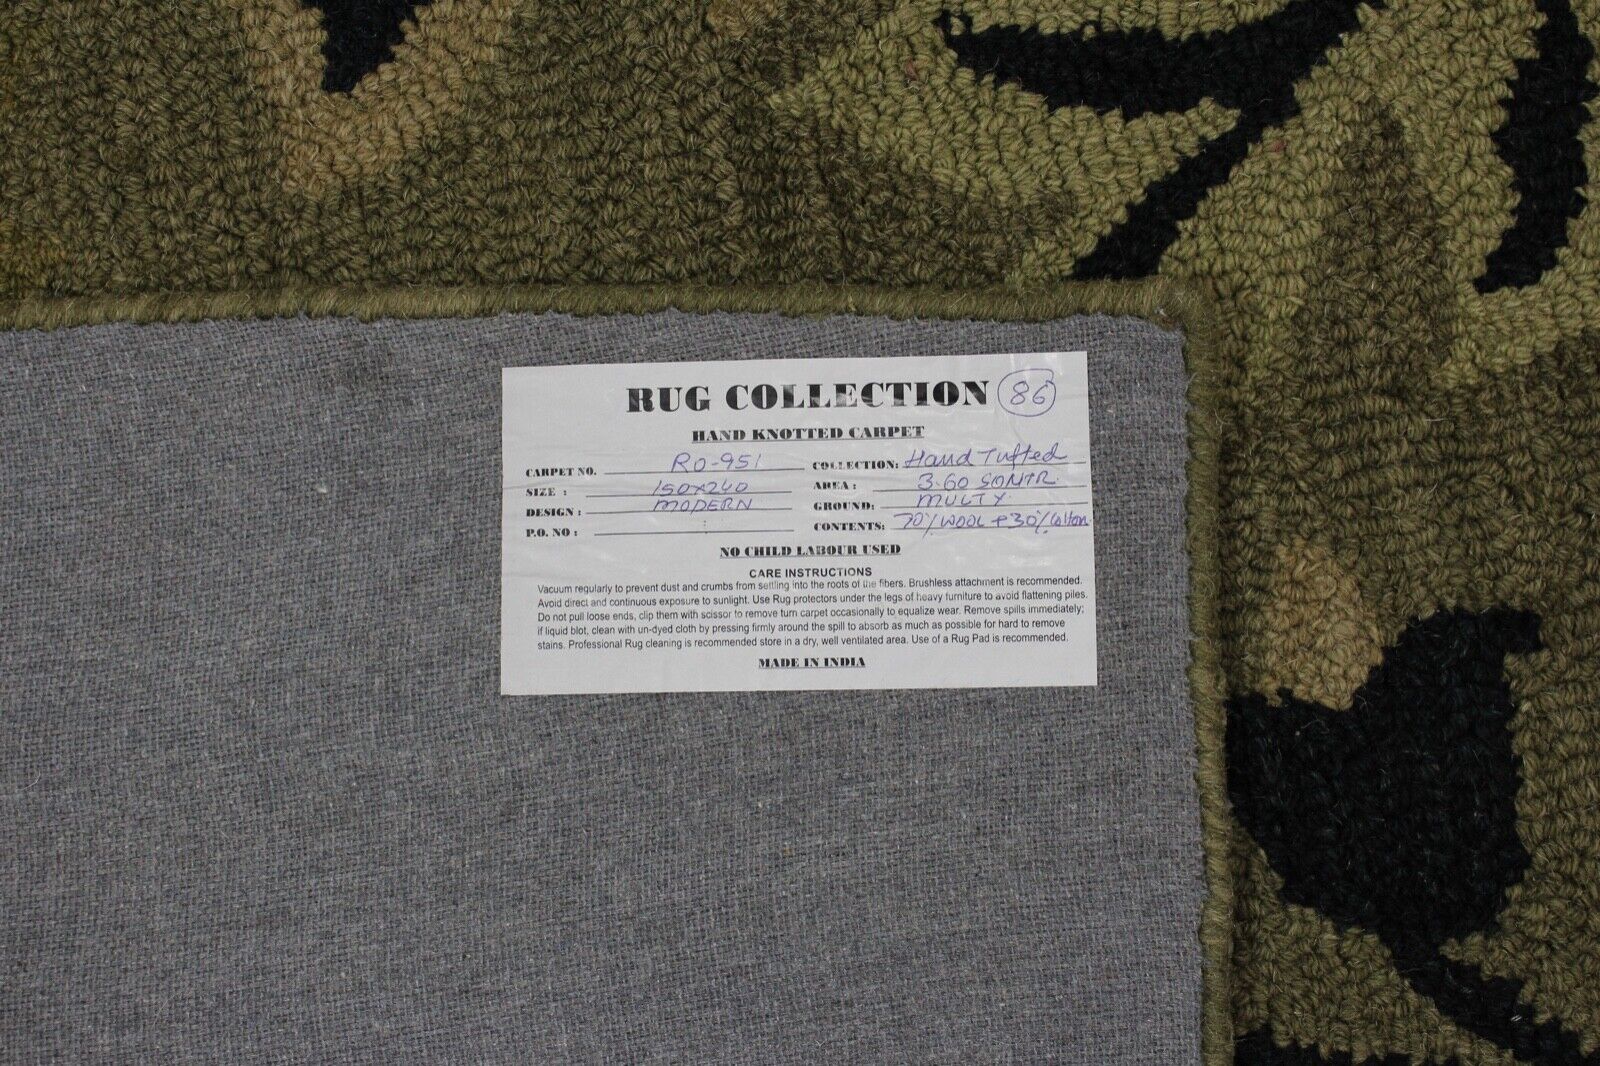 RUG COLLECTION 86
HAND KNOTTED CARPET
CARPET NO. RO-951 COLLECTION: Hand Tufted
SIZE : 150x240 AREA : 3.60 SQMTR.
DESIGN : MODERN GROUND: MULTY.
P.O. NO : CONTENTS: 70% WOOL + 30% Cotton
NO CHILD LABOUR USED
CARE INSTRUCTIONS
Vacuum regularly to prevent dust and crumbs from settling into the roots of the fibers. Brushless attachment is recommended.
Avoid direct and continuous exposure to sunlight. Use Rug protectors under the legs of heavy furniture to avoid flattening piles.
Do not pull loose ends, clip them with scissor to remove turn carpet occasionally to equalize wear. Remove spills immediately;
if liquid blot, clean with un-dyed cloth by pressing firmly around the spill to absorb as much as possible for hard to remove
stains. Professional Rug cleaning is recommended store in a dry, well ventilated area. Use of a Rug Pad is recommended.
MADE IN INDIA